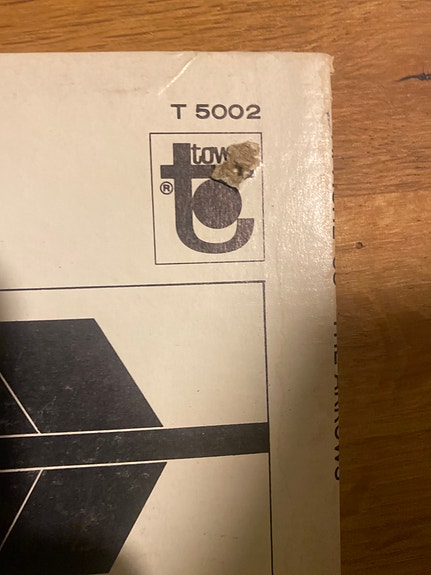 T 5002
tow
®
THE ARROWS